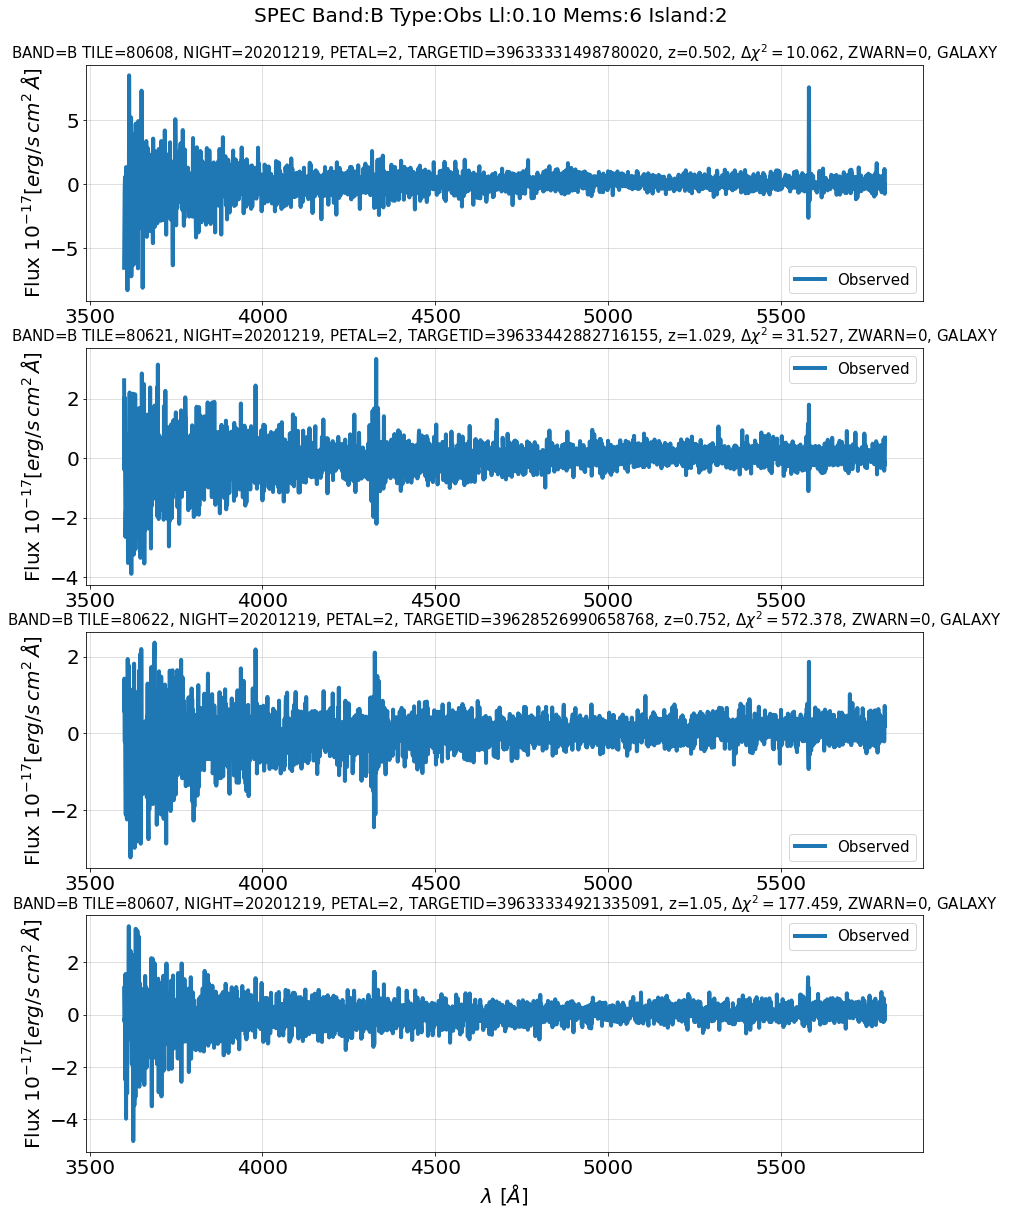 SPEC Band:B Type:Obs Ll:0.10 Mems:6 Island:2
BAND=B TILE=80608, NIGHT=20201219, PETAL=2, TARGETID=39633331498780020, z=0.502, Δχ² = 10.062, ZWARN=0, GALAXY
Flux 10⁻¹⁷[erg/s cm² Å]
5
0
−5
Observed
3500 4000 4500 5000 5500
BAND=B TILE=80621, NIGHT=20201219, PETAL=2, TARGETID=39633442882716155, z=1.029, Δχ² = 31.527, ZWARN=0, GALAXY
Flux 10⁻¹⁷[erg/s cm² Å]
2
0
−2
−4
Observed
3500 4000 4500 5000 5500
BAND=B TILE=80622, NIGHT=20201219, PETAL=2, TARGETID=39628526990658768, z=0.752, Δχ² = 572.378, ZWARN=0, GALAXY
Flux 10⁻¹⁷[erg/s cm² Å]
2
0
−2
Observed
3500 4000 4500 5000 5500
BAND=B TILE=80607, NIGHT=20201219, PETAL=2, TARGETID=39633334921335091, z=1.05, Δχ² = 177.459, ZWARN=0, GALAXY
Flux 10⁻¹⁷[erg/s cm² Å]
2
0
−2
−4
Observed
3500 4000 4500 5000 5500
λ [Å]